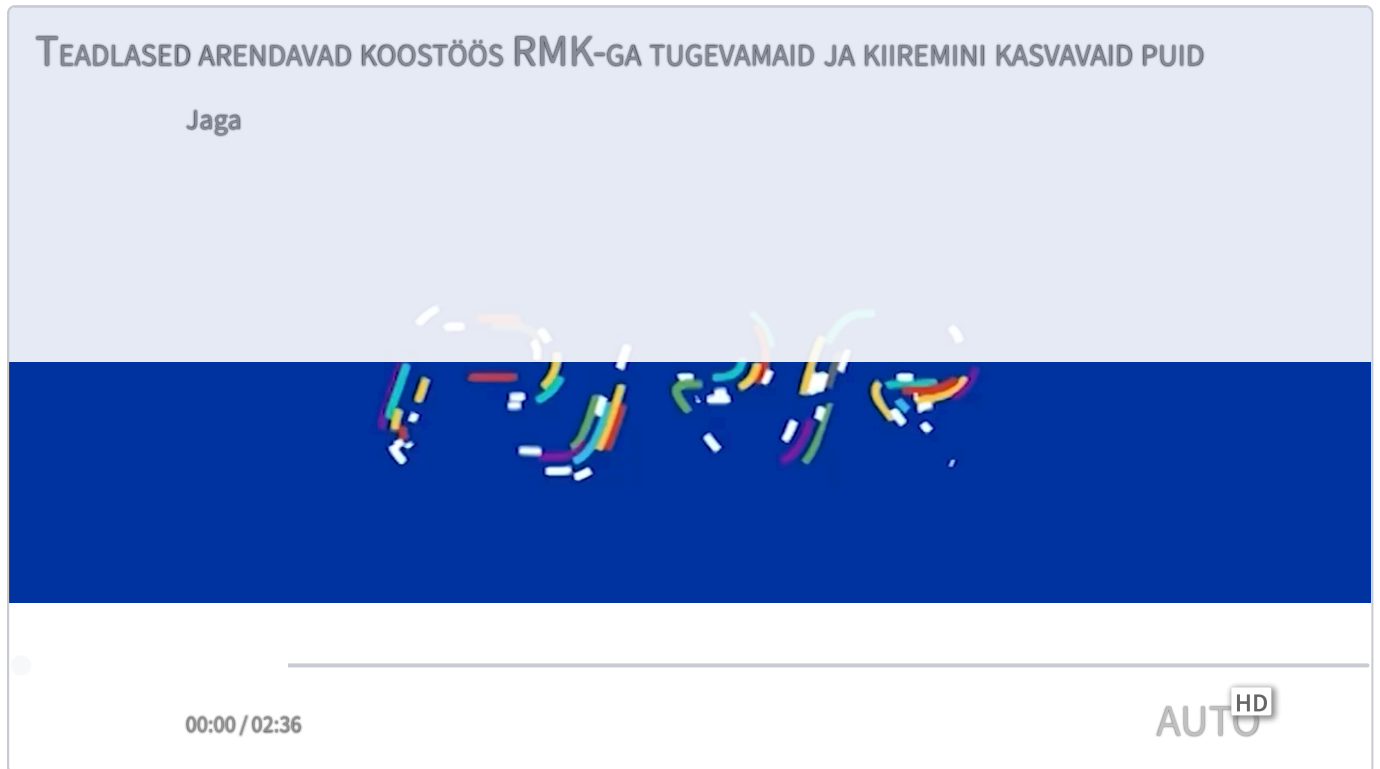 Teadlased arendavad koostöös RMK-ga tugevamaid ja kiiremini kasvavaid puid
Jaga
00:00 / 02:36
AUTO
HD